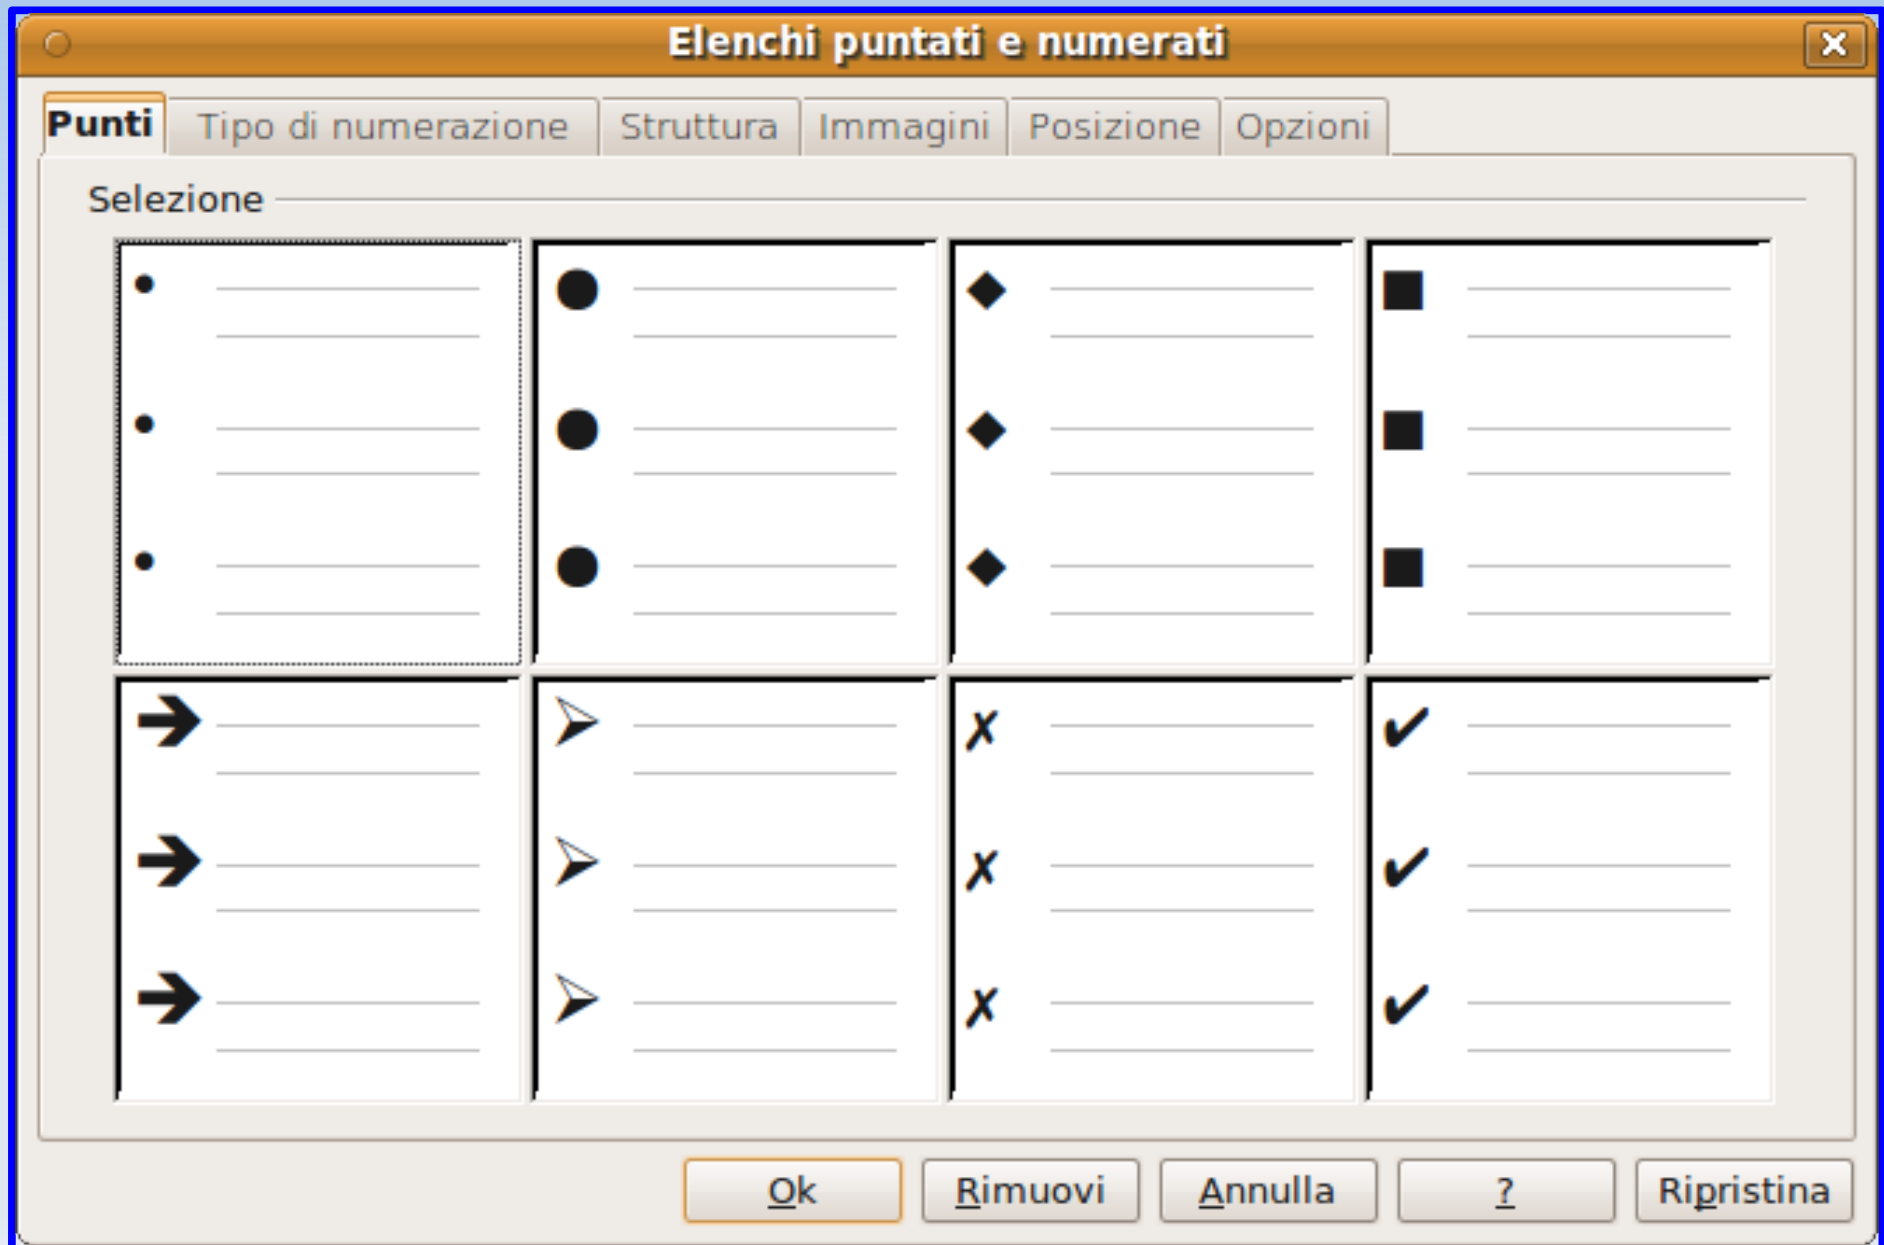 Elenchi puntati e numerati
Punti Tipo di numerazione Struttura Immagini Posizione Opzioni
Selezione
Ok Rimuovi Annulla ? Ripristina